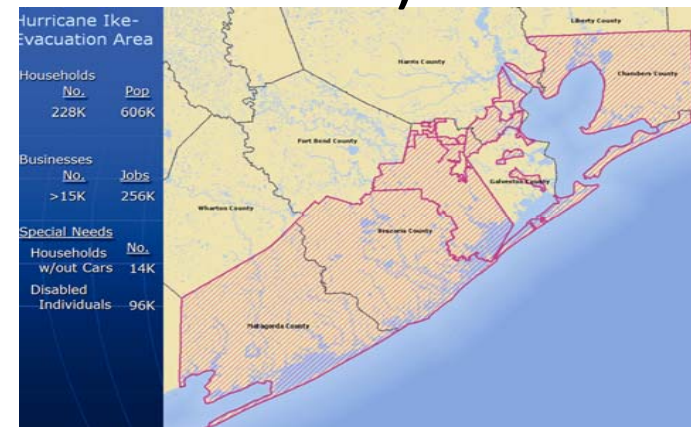 Hurricane Ike-
Evacuation Area
Households
No. Pop
228K 606K
Businesses
No. Jobs
>15K 256K
Special Needs
Households No.
w/out Cars 14K
Disabled
Individuals 96K
Liberty County
Harris County
Chambers County
Fort Bend County
Galveston County
Wharton County
Brazoria County
Matagorda County